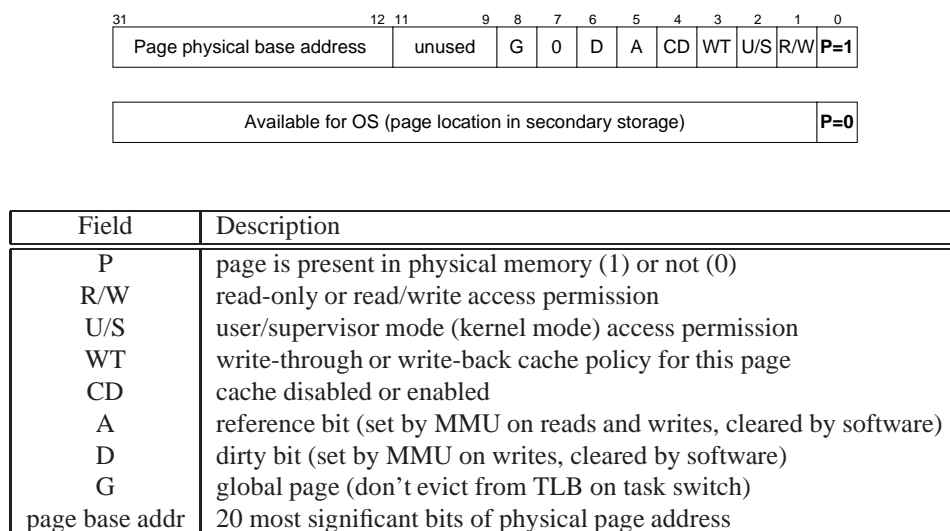 31 12 11 9 8 7 6 5 4 3 2 1 0
Page physical base address unused G 0 D A CD WT U/S R/W P=1
Available for OS (page location in secondary storage) P=0
Field Description
P page is present in physical memory (1) or not (0)
R/W read-only or read/write access permission
U/S user/supervisor mode (kernel mode) access permission
WT write-through or write-back cache policy for this page
CD cache disabled or enabled
A reference bit (set by MMU on reads and writes, cleared by software)
D dirty bit (set by MMU on writes, cleared by software)
G global page (don't evict from TLB on task switch)
page base addr 20 most significant bits of physical page address